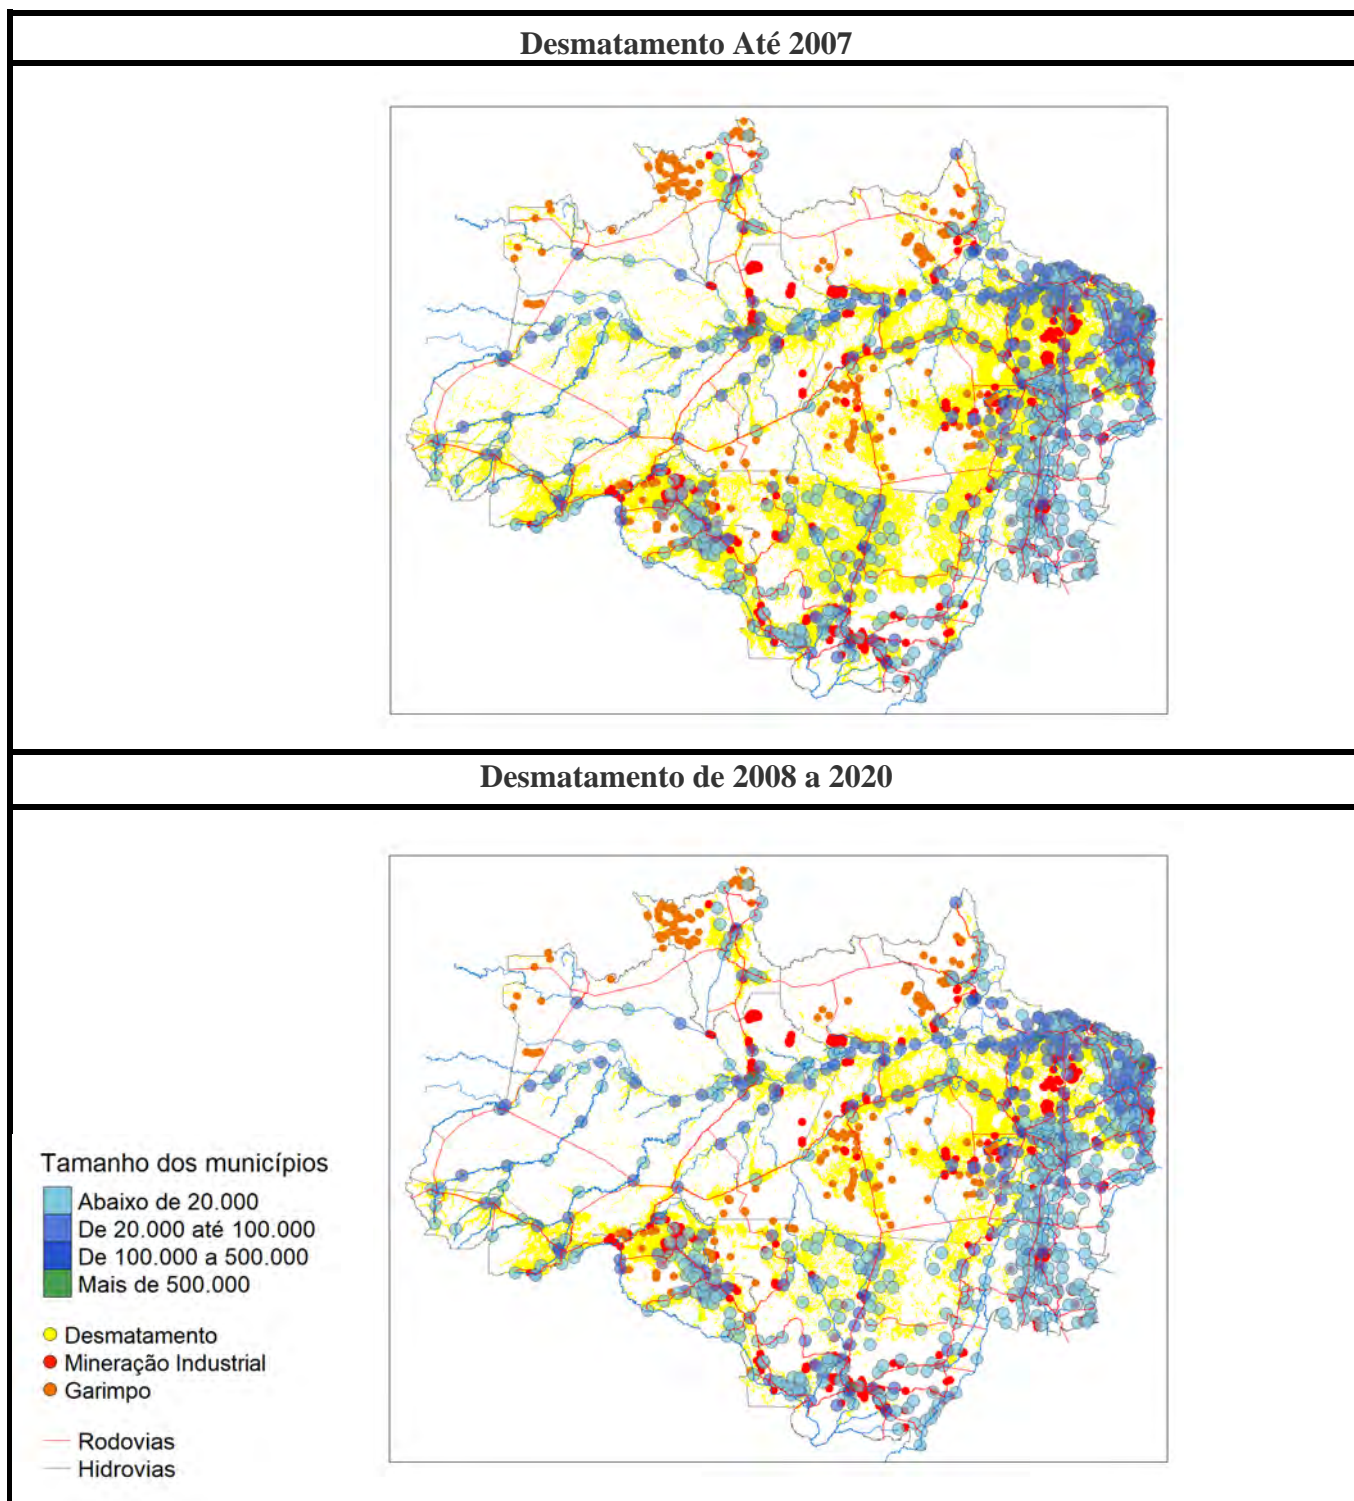 Desmatamento Até 2007
Desmatamento de 2008 a 2020
Tamanho dos municípios
Abaixo de 20.000
De 20.000 até 100.000
De 100.000 a 500.000
Mais de 500.000
Desmatamento
Mineração Industrial
Garimpo
Rodovias
Hidrovias